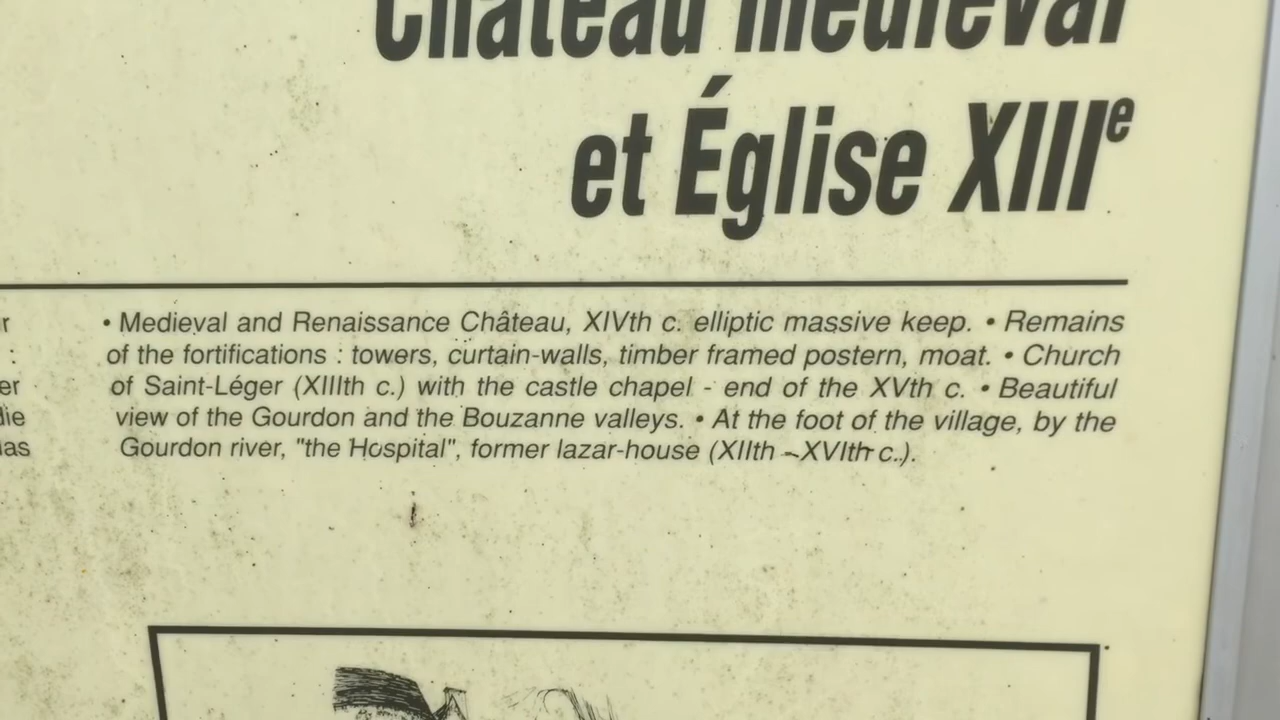 Château médiéval
et Église XIIIe
• Medieval and Renaissance Château, XIVth c. elliptic massive keep. • Remains
of the fortifications : towers, curtain-walls, timber framed postern, moat. • Church
of Saint-Léger (XIIIth c.) with the castle chapel - end of the XVth c. • Beautiful
view of the Gourdon and the Bouzanne valleys. • At the foot of the village, by the
Gourdon river, "the Hospital", former lazar-house (XIIth - XVIth c.).